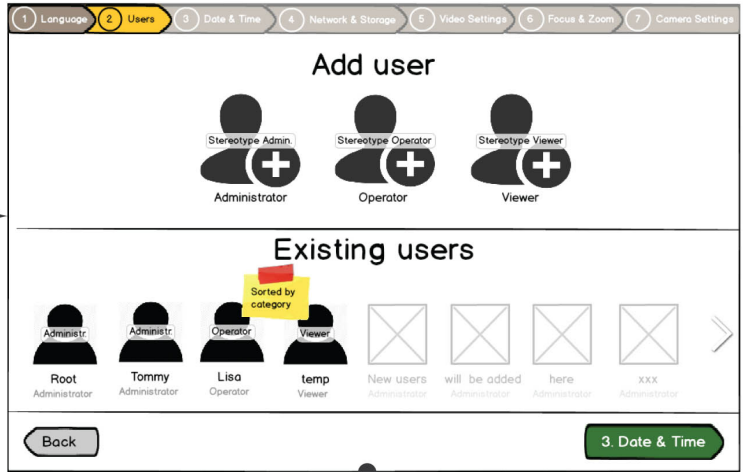 1 Language 2 Users 3 Date & Time 4 Network & Storage 5 Video Settings 6 Focus & Zoom 7 Camera Settings
Add user
Stereotype Admin. Stereotype Operator Stereotype Viewer
Administrator Operator Viewer
Existing users
Sorted by
category
Administr. Administr. Operator Viewer
Root Tommy Lisa temp New users will be added here xxx
Administrator Administrator Operator Viewer Administrator Administrator Administrator Administrator
Back 3. Date & Time